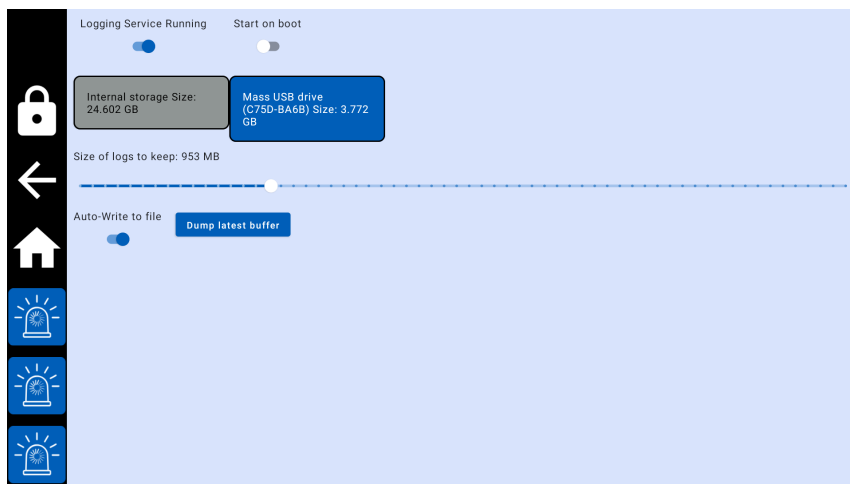 Logging Service Running
Start on boot
Internal storage Size:
24.602 GB
Mass USB drive
(C75D-BA6B) Size: 3.772
GB
Size of logs to keep: 953 MB
Auto-Write to file
Dump latest buffer